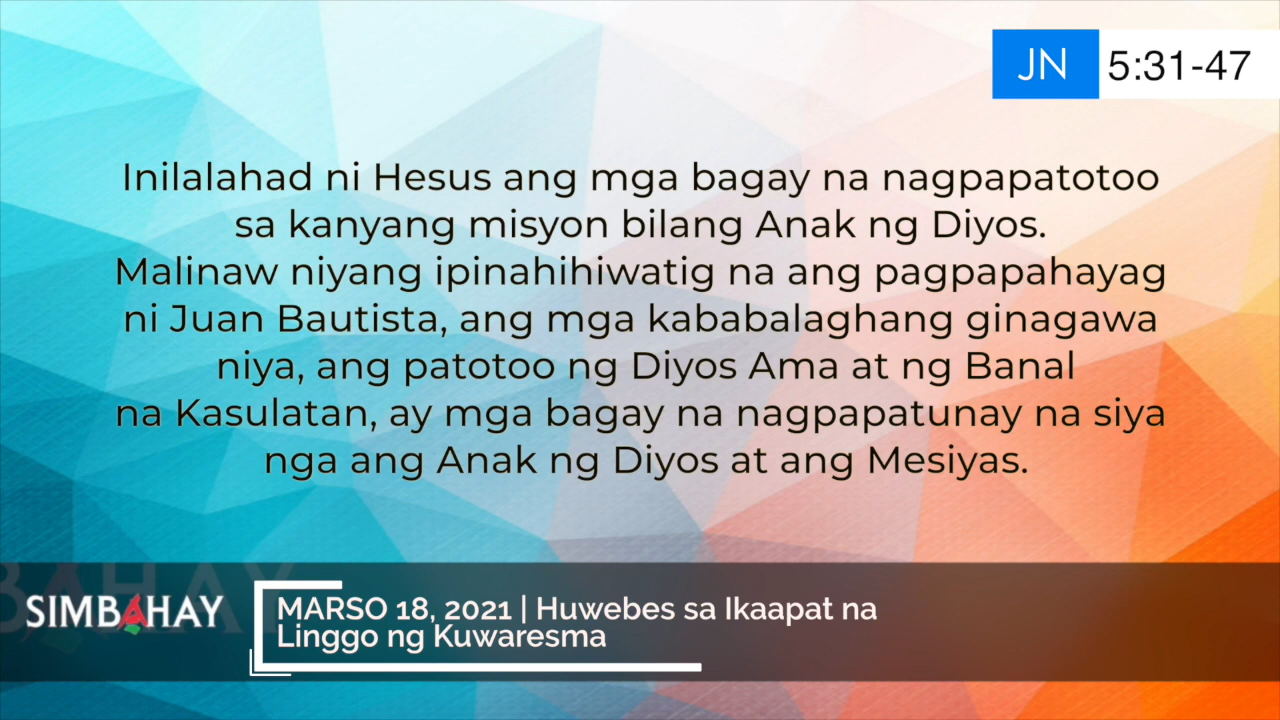 JN 5:31-47
Inilalahad ni Hesus ang mga bagay na nagpapatotoo
sa kanyang misyon bilang Anak ng Diyos.
Malinaw niyang ipinahihiwatig na ang pagpapahayag
ni Juan Bautista, ang mga kababalaghang ginagawa
niya, ang patotoo ng Diyos Ama at ng Banal
na Kasulatan, ay mga bagay na nagpapatunay na siya
nga ang Anak ng Diyos at ang Mesiyas.
SIMBAHAY
MARSO 18, 2021 | Huwebes sa Ikaapat na
Linggo ng Kuwaresma